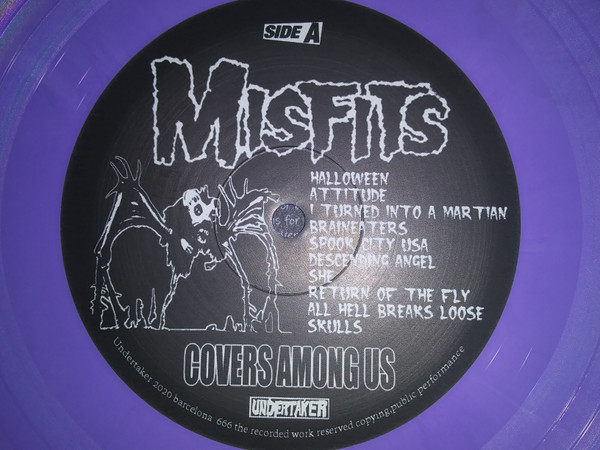 SIDE A
MISFITS
HALLOWEEN
ATTITUDE
I TURNED INTO A MARTIAN
BRAINEATERS
SPOOK CITY USA
DESCENDING ANGEL
SHE
RETURN OF THE FLY
ALL HELL BREAKS LOOSE
SKULLS
is for
COVERS AMONG US
UNDERTAKER
Undertaker 2020 barcelona 666 the recorded work reserved copying.public performance